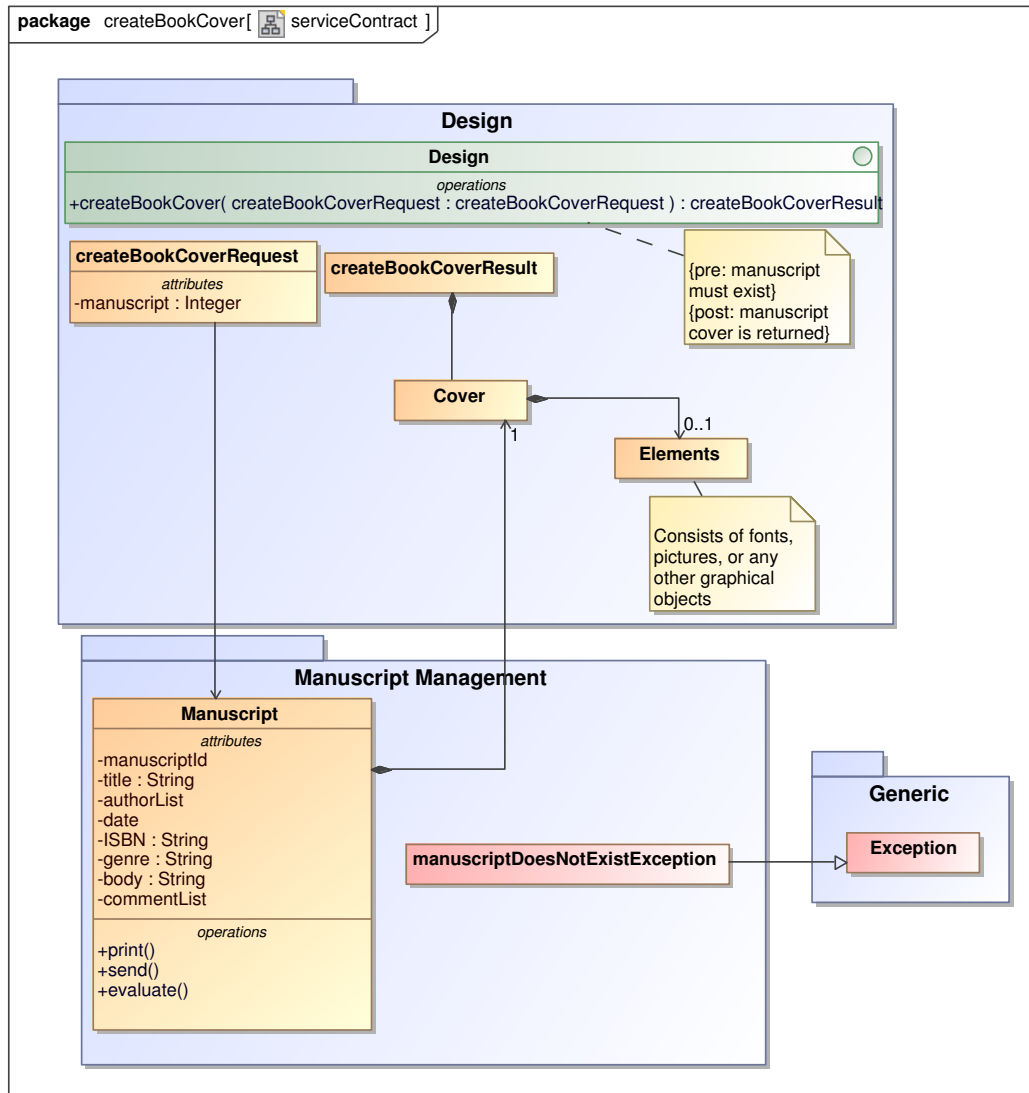 package createBookCover[ serviceContract ]
Design
Design
operations
+createBookCover( createBookCoverRequest : createBookCoverRequest ) : createBookCoverResult
createBookCoverRequest
attributes
-manuscript : Integer
createBookCoverResult
{pre: manuscript
must exist}
{post: manuscript
cover is returned}
Cover
1
0..1
Elements
Consists of fonts,
pictures, or any
other graphical
objects
Manuscript Management
Manuscript
attributes
-manuscriptId
-title : String
-authorList
-date
-ISBN : String
-genre : String
-body : String
-commentList
operations
+print()
+send()
+evaluate()
manuscriptDoesNotExistException
Generic
Exception